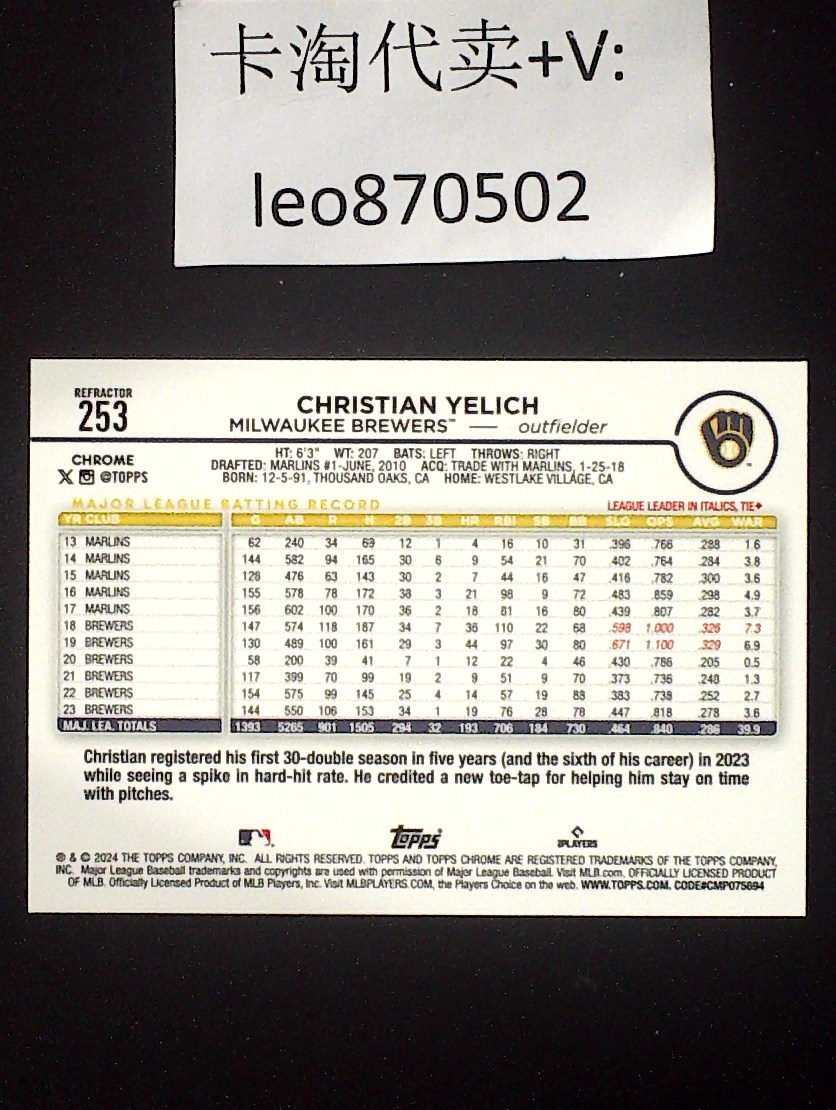 卡淘代卖+V:
leo870502
REFRACTOR
253
CHRISTIAN YELICH
MILWAUKEE BREWERS™ — outfielder
CHROME
@TOPPS
HT: 6'3" WT: 207 BATS: LEFT THROWS: RIGHT
DRAFTED: MARLINS #1-JUNE, 2010 ACQ: TRADE WITH MARLINS, 1-25-18
BORN: 12-5-91, THOUSAND OAKS, CA HOME: WESTLAKE VILLAGE, CA
MAJOR LEAGUE BATTING RECORD LEAGUE LEADER IN ITALICS, TIE♦
YR CLUB G AB R H 2B 3B HR RBI SB BB SLG OPS AVG WAR
13 MARLINS 62 240 34 69 12 1 4 16 10 31 .396 .766 .288 1.6
14 MARLINS 144 582 94 165 30 6 9 54 21 70 .402 .764 .284 3.8
15 MARLINS 126 476 63 143 30 2 7 44 16 47 .416 .782 .300 3.6
16 MARLINS 155 578 78 172 38 3 21 98 9 72 .483 .859 .298 4.9
17 MARLINS 156 602 100 170 36 2 18 81 16 80 .439 .807 .282 3.7
18 BREWERS 147 574 118 187 34 7 36 110 22 68 .598 1.000 .326 7.3
19 BREWERS 130 489 100 161 29 3 44 97 30 80 .671 1.100 .329 6.9
20 BREWERS 58 200 39 41 7 1 12 22 4 46 .430 .786 .205 0.5
21 BREWERS 117 399 70 99 19 2 9 51 9 70 .373 .736 .248 1.3
22 BREWERS 154 575 99 145 25 4 14 57 19 88 .383 .738 .252 2.7
23 BREWERS 144 550 106 153 34 1 19 76 28 78 .447 .818 .278 3.6
MAJ. LEA. TOTALS 1393 5265 901 1505 294 32 193 706 184 730 .464 .840 .286 39.9
Christian registered his first 30-double season in five years (and the sixth of his career) in 2023
while seeing a spike in hard-hit rate. He credited a new toe-tap for helping him stay on time
with pitches.
topps
PLAYERS
® & © 2024 THE TOPPS COMPANY, INC. ALL RIGHTS RESERVED. TOPPS AND TOPPS CHROME ARE REGISTERED TRADEMARKS OF THE TOPPS COMPANY,
INC. Major League Baseball trademarks and copyrights are used with permission of Major League Baseball. Visit MLB.com. OFFICIALLY LICENSED PRODUCT
OF MLB. Officially Licensed Product of MLB Players, Inc. Visit MLBPLAYERS.COM, the Players Choice on the web. WWW.TOPPS.COM. CODE#CMP075694